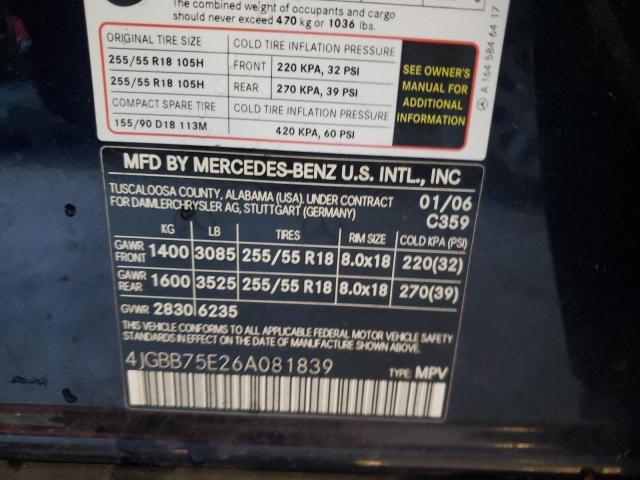 The combined weight of occupants and cargo
should never exceed 470 kg or 1036 lbs.
ORIGINAL TIRE SIZE COLD TIRE INFLATION PRESSURE
255/55 R18 105H FRONT 220 KPA, 32 PSI
255/55 R18 105H REAR 270 KPA, 39 PSI
COMPACT SPARE TIRE COLD TIRE INFLATION PRESSURE
155/90 D18 113M 420 KPA, 60 PSI
SEE OWNER'S
MANUAL FOR
ADDITIONAL
INFORMATION
A 164 584 64 17
MFD BY MERCEDES-BENZ U.S. INTL., INC
TUSCALOOSA COUNTY, ALABAMA (USA), UNDER CONTRACT
FOR DAIMLERCHRYSLER AG, STUTTGART (GERMANY)
01/06
C359
KG LB TIRES RIM SIZE COLD KPA (PSI)
GAWR FRONT 1400 3085 255/55 R18 8.0x18 220(32)
GAWR REAR 1600 3525 255/55 R18 8.0x18 270(39)
GVWR 2830 6235
THIS VEHICLE CONFORMS TO ALL APPLICABLE FEDERAL MOTOR VEHICLE SAFETY
STANDARDS IN EFFECT ON THE DATE OF MANUFACTURE SHOWN ABOVE
4JGBB75E26A081839 TYPE: MPV